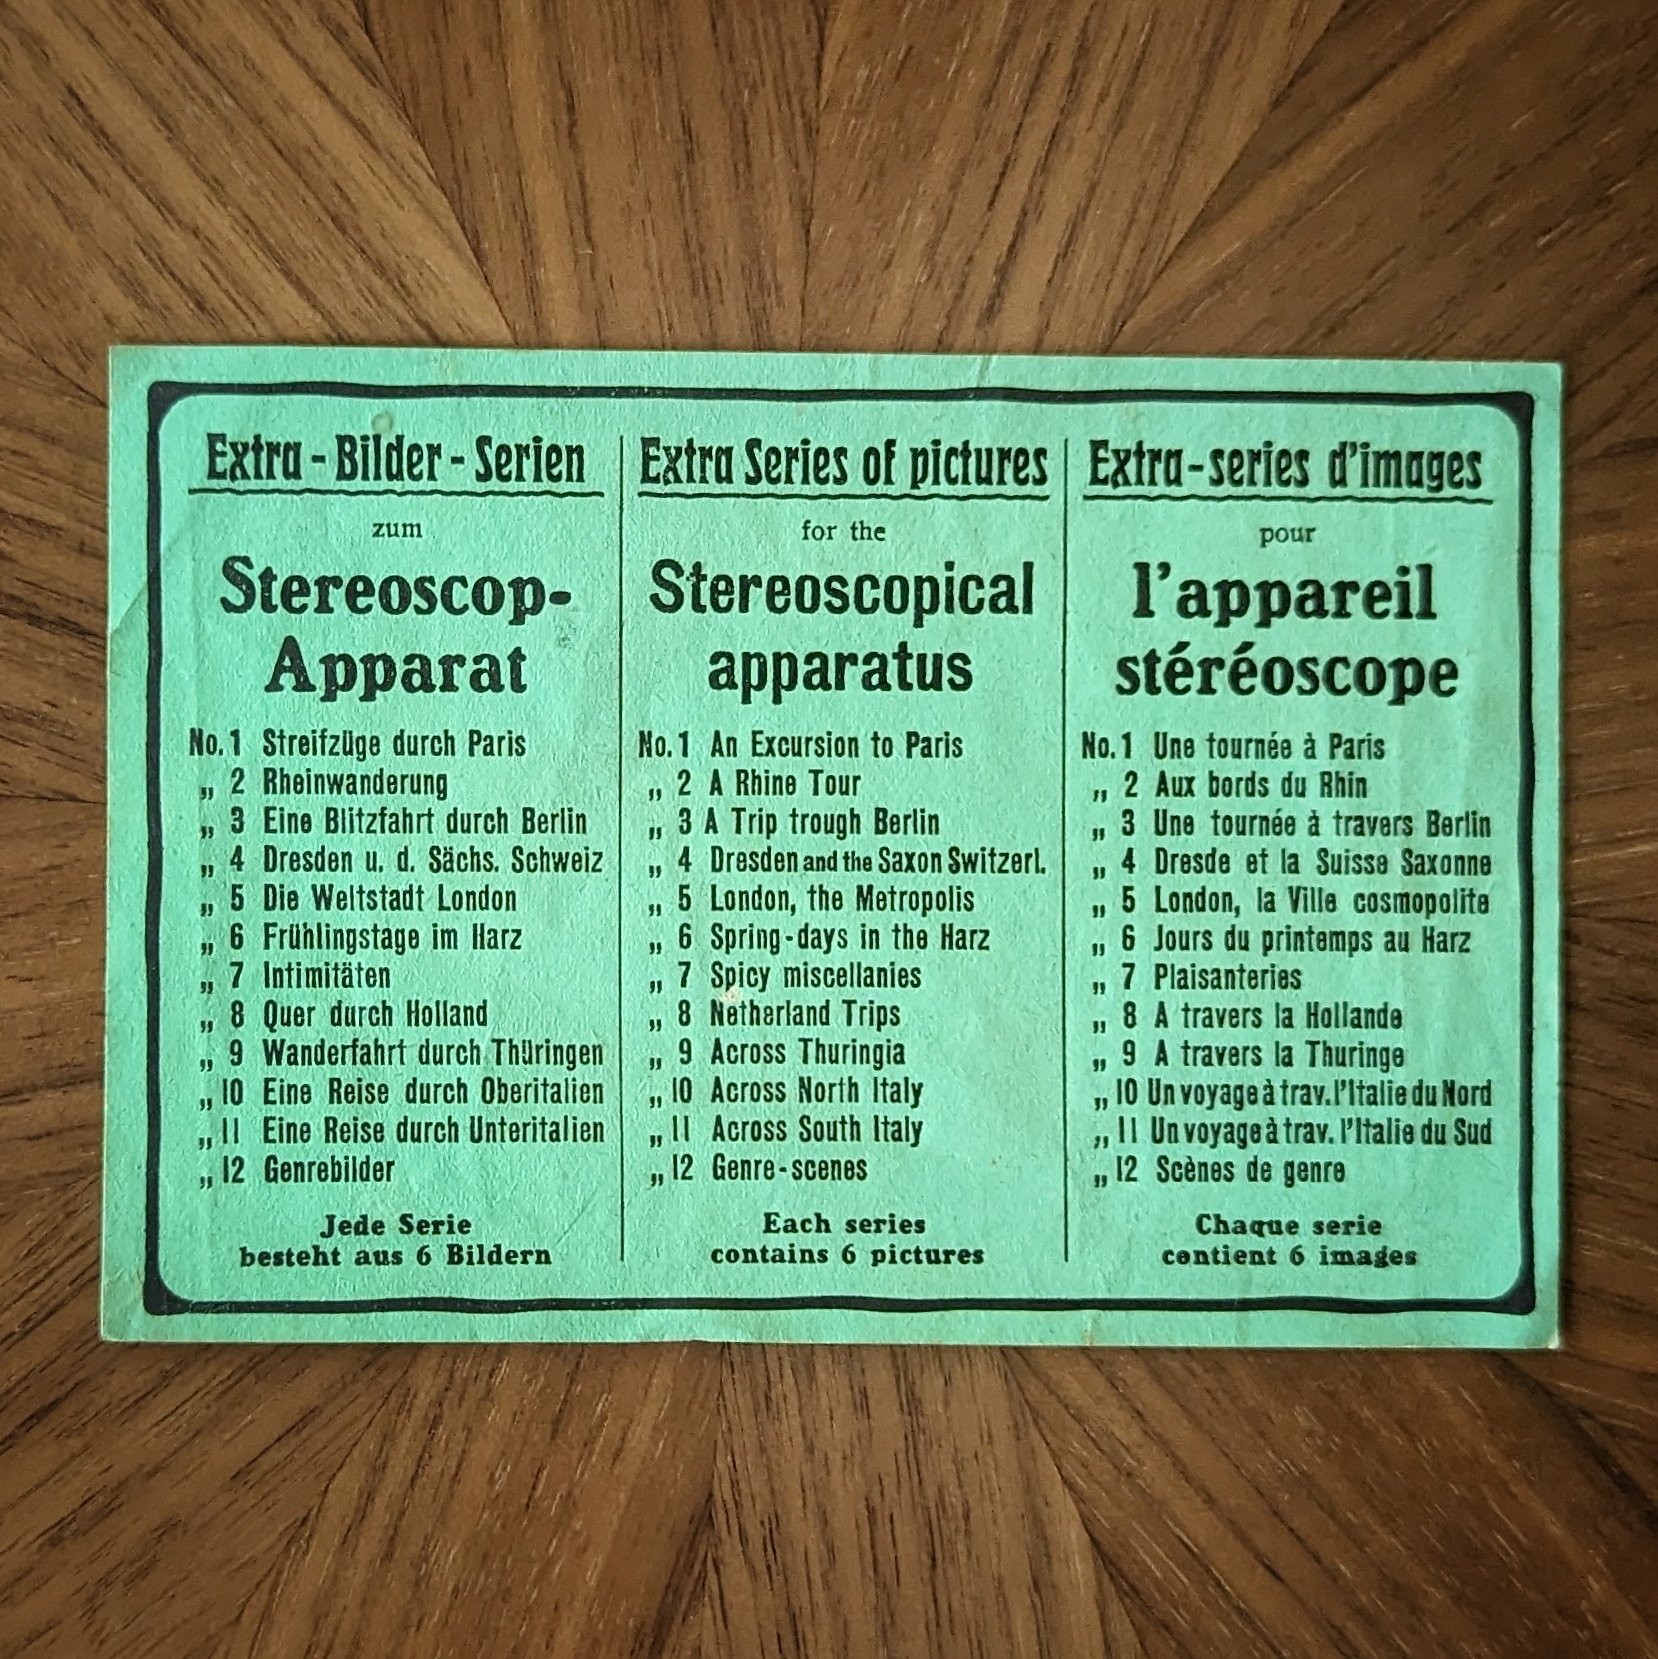 Extra-Bilder-Serien
zum
Stereoscop-
Apparat
No. 1 Streifzüge durch Paris
„ 2 Rheinwanderung
„ 3 Eine Blitzfahrt durch Berlin
„ 4 Dresden u. d. Sächs. Schweiz
„ 5 Die Weltstadt London
„ 6 Frühlingstage im Harz
„ 7 Intimitäten
„ 8 Quer durch Holland
„ 9 Wanderfahrt durch Thüringen
„ 10 Eine Reise durch Oberitalien
„ 11 Eine Reise durch Unteritalien
„ 12 Genrebilder
Jede Serie
besteht aus 6 Bildern
Extra Series of pictures
for the
Stereoscopical
apparatus
No. 1 An Excursion to Paris
„ 2 A Rhine Tour
„ 3 A Trip trough Berlin
„ 4 Dresden and the Saxon Switzerl.
„ 5 London, the Metropolis
„ 6 Spring-days in the Harz
„ 7 Spicy miscellanies
„ 8 Netherland Trips
„ 9 Across Thuringia
„ 10 Across North Italy
„ 11 Across South Italy
„ 12 Genre-scenes
Each series
contains 6 pictures
Extra-series d'images
pour
l'appareil
stéréoscope
No. 1 Une tournée à Paris
„ 2 Aux bords du Rhin
„ 3 Une tournée à travers Berlin
„ 4 Dresde et la Suisse Saxonne
„ 5 London, la Ville cosmopolite
„ 6 Jours du printemps au Harz
„ 7 Plaisanteries
„ 8 A travers la Hollande
„ 9 A travers la Thuringe
„ 10 Un voyage à trav. l'Italie du Nord
„ 11 Un voyage à trav. l'Italie du Sud
„ 12 Scènes de genre
Chaque serie
contient 6 images